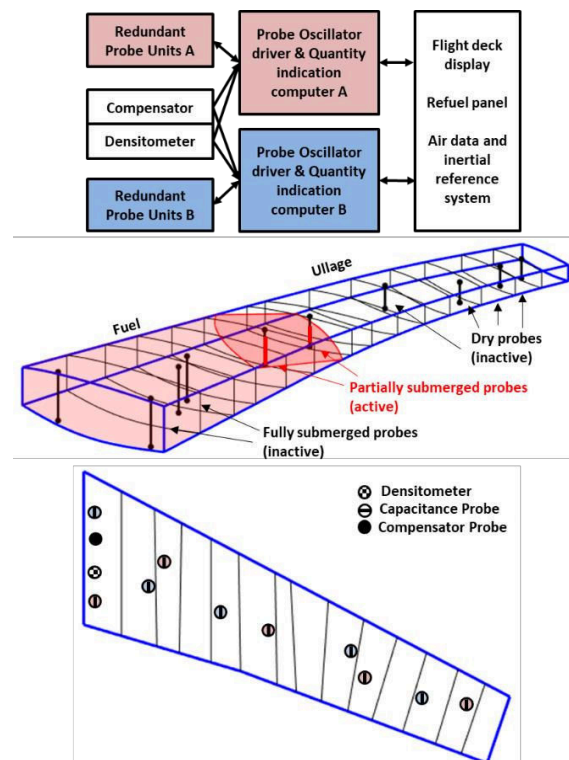 Redundant
Probe Units A
Compensator
Densitometer
Redundant
Probe Units B
Probe Oscillator
driver & Quantity
indication
computer A
Probe Oscillator
driver & Quantity
indication
computer B
Flight deck
display
Refuel panel
Air data and
inertial
reference
system
Ullage
Fuel
Dry probes
(inactive)
Partially submerged probes
(active)
Fully submerged probes
(inactive)
Densitometer
Capacitance Probe
Compensator Probe